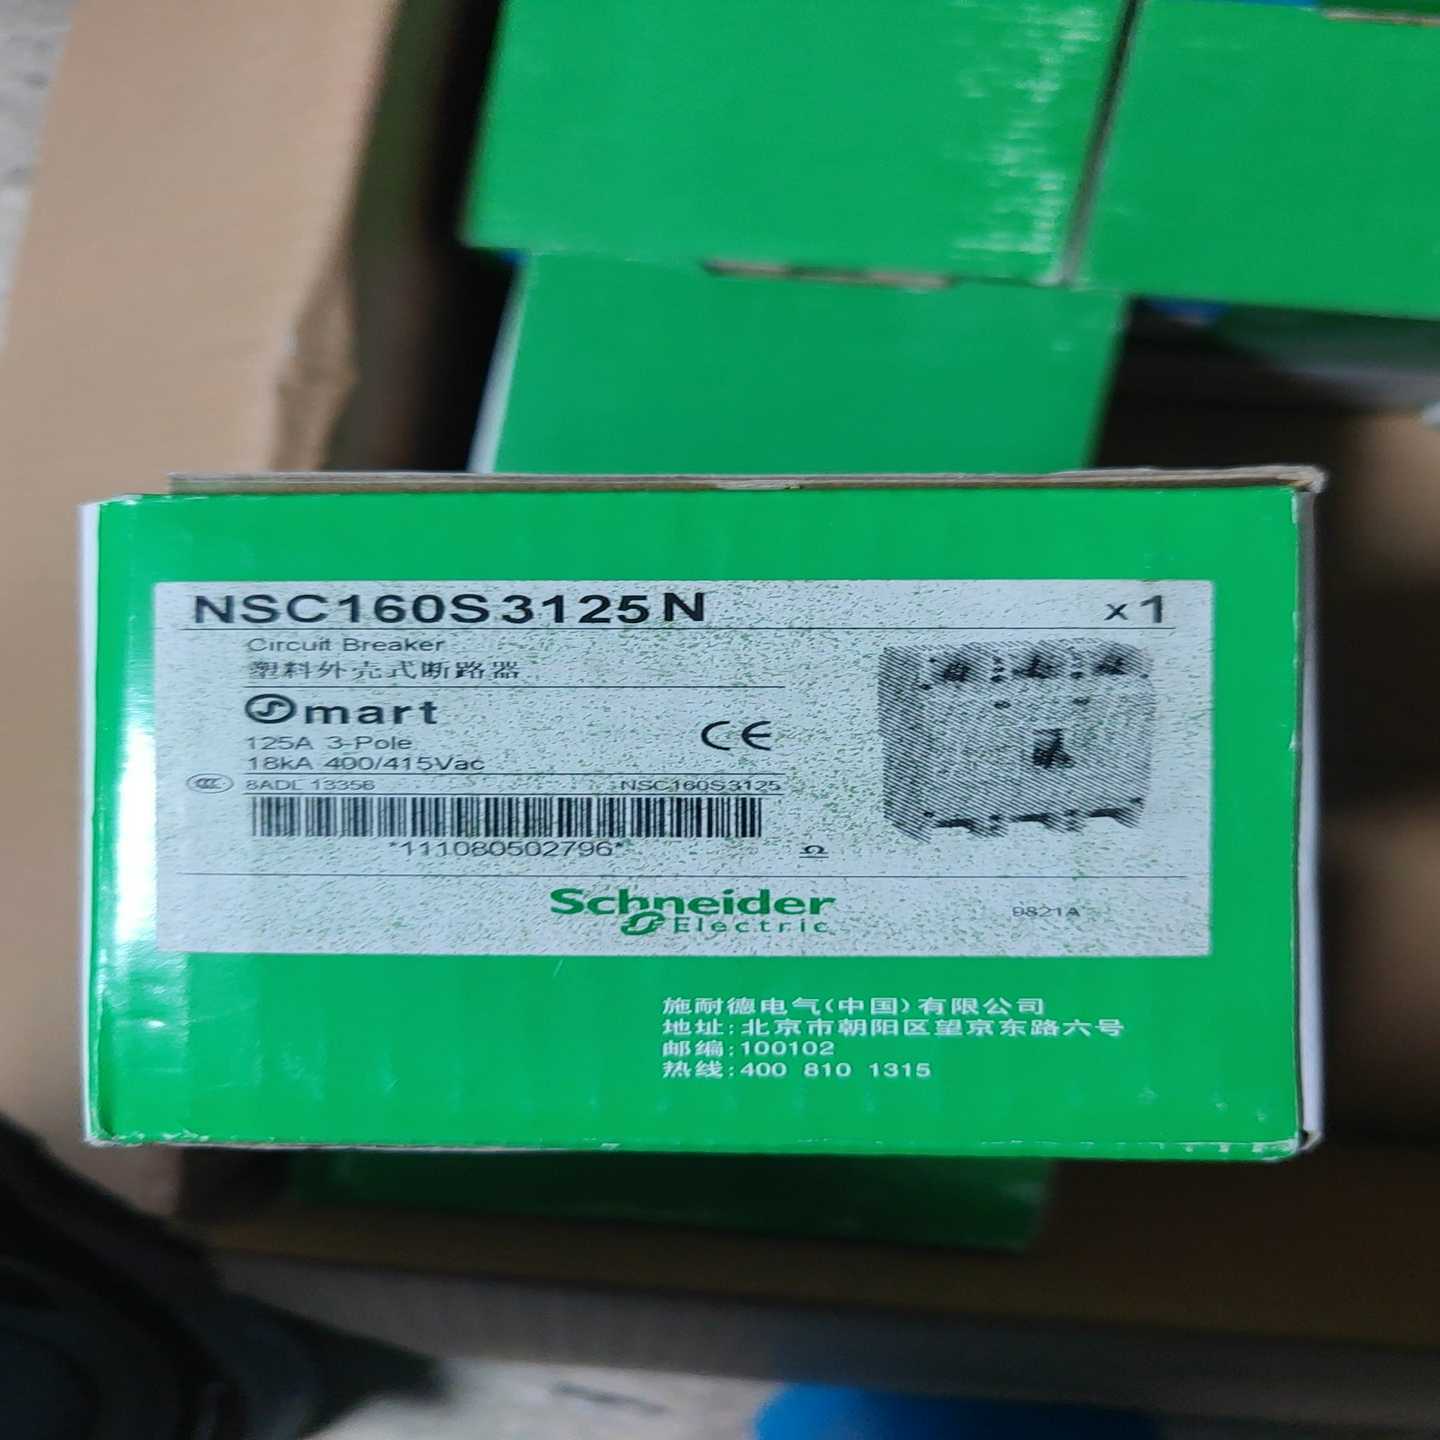 NSC160S3125N x1
Circuit Breaker
塑料外壳式断路器
Smart
125A 3-Pole
18kA 400/415Vac
CE
CCC 8ADL 13356 NSC160S3125
*111080502796*
Schneider
Electric
9821A
施耐德电气(中国)有限公司
地址:北京市朝阳区望京东路六号
邮编:100102
热线:400 810 1315